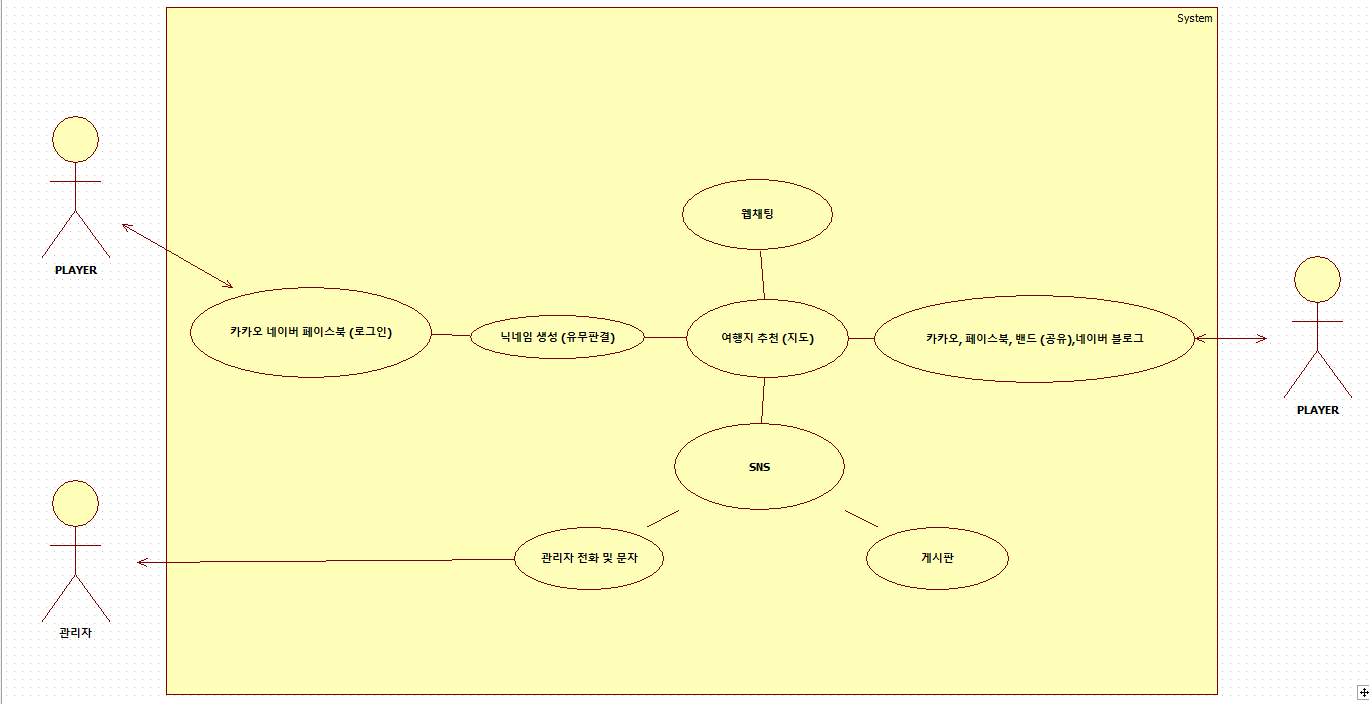 System
웹채팅
PLAYER
카카오 네이버 페이스북 (로그인)
닉네임 생성 (유무판결)
여행지 추천 (지도)
카카오, 페이스북, 밴드 (공유),네이버 블로그
PLAYER
SNS
관리자 전화 및 문자
게시판
관리자